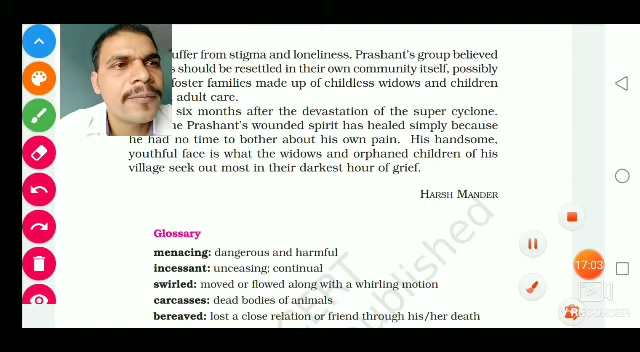 uffer from stigma and loneliness. Prashant's group believed
s should be resettled in their own community itself, possibly
foster families made up of childless widows and children
adult care.
six months after the devastation of the super cyclone.
ne Prashant's wounded spirit has healed simply because
he had no time to bother about his own pain. His handsome,
youthful face is what the widows and orphaned children of his
village seek out most in their darkest hour of grief.
HARSH MANDER
Glossary
menacing: dangerous and harmful
incessant: unceasing; continual
swirled: moved or flowed along with a whirling motion
carcasses: dead bodies of animals
bereaved: lost a close relation or friend through his/her death
17:03
RECORDER
published